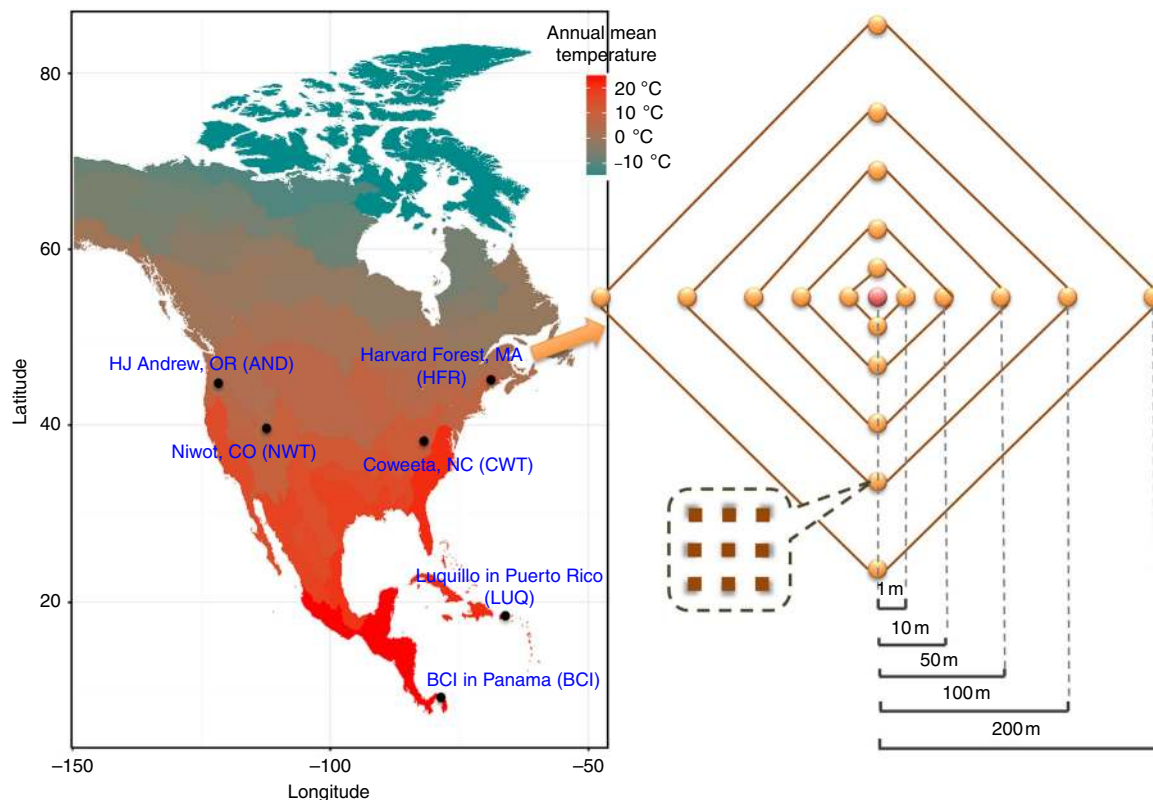 Annual mean
temperature
20 °C
10 °C
0 °C
–10 °C
80
60
40
20
Latitude
HJ Andrew, OR (AND)
Harvard Forest, MA
(HFR)
Niwot, CO (NWT)
Coweeta, NC (CWT)
Luquillo in Puerto Rico
(LUQ)
BCI in Panama (BCI)
–150
–100
–50
Longitude
1 m
10 m
50 m
100 m
200 m